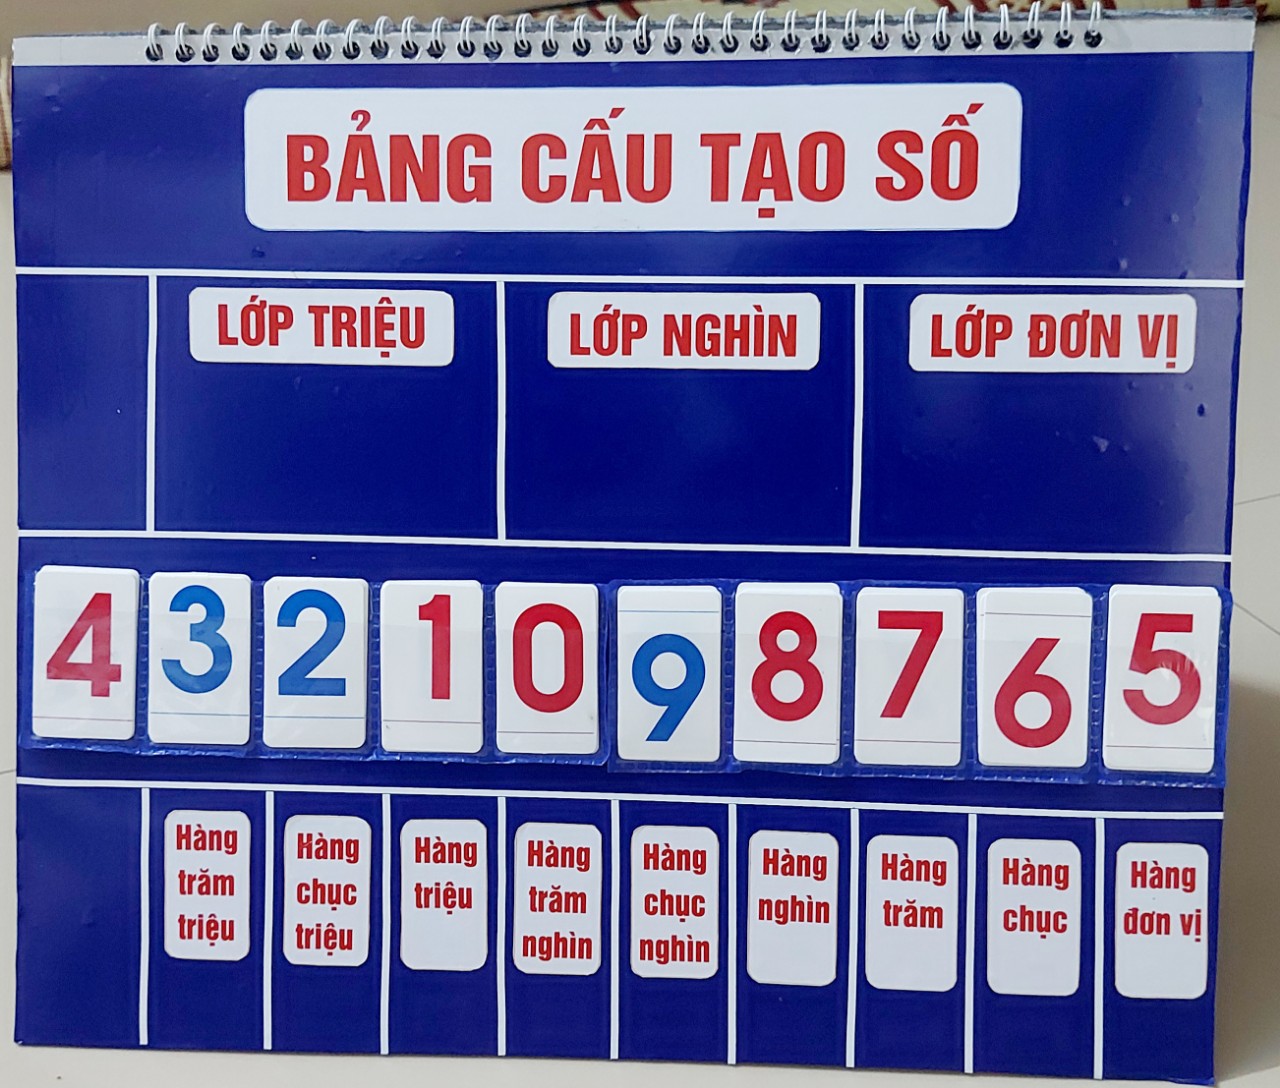 BẢNG CẤU TẠO SỐ
LỚP TRIỆU
LỚP NGHÌN
LỚP ĐƠN VỊ
4 3 2 1 0 9 8 7 6 5
Hàng
trăm
triệu
Hàng
chục
triệu
Hàng
triệu
Hàng
trăm
nghìn
Hàng
chục
nghìn
Hàng
nghìn
Hàng
trăm
Hàng
chục
Hàng
đơn vị